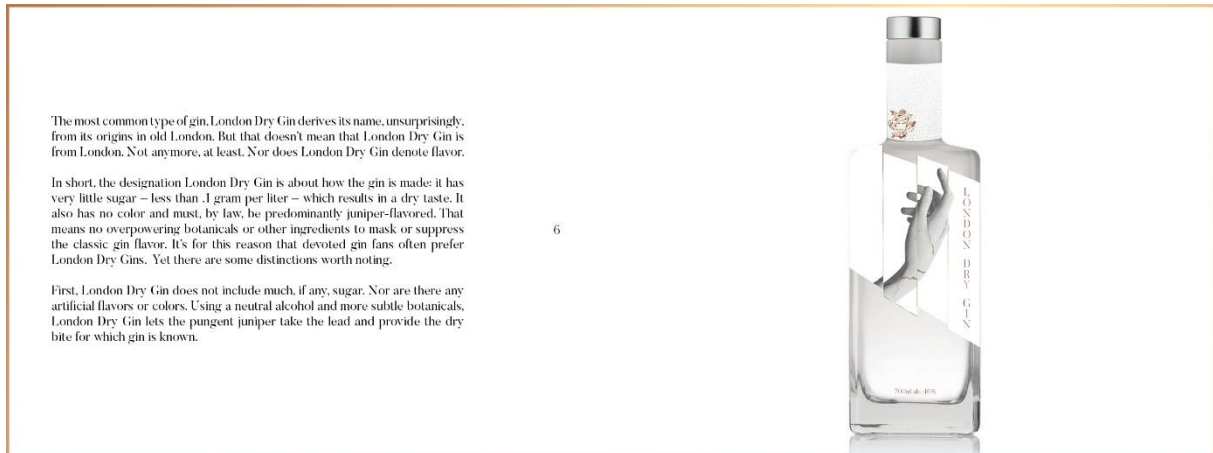 The most common type of gin, London Dry Gin derives its name, unsurprisingly,
from its origins in old London. But that doesn't mean that London Dry Gin is
from London. Not anymore, at least. Nor does London Dry Gin denote flavor.
In short, the designation London Dry Gin is about how the gin is made: it has
very little sugar – less than .1 gram per liter – which results in a dry taste. It
also has no color and must, by law, be predominantly juniper-flavored. That
means no overpowering botanicals or other ingredients to mask or suppress
the classic gin flavor. It's for this reason that devoted gin fans often prefer
London Dry Gins. Yet there are some distinctions worth noting.
First, London Dry Gin does not include much, if any, sugar. Nor are there any
artificial flavors or colors. Using a neutral alcohol and more subtle botanicals,
London Dry Gin lets the pungent juniper take the lead and provide the dry
bite for which gin is known.
6
LONDON DRY GIN
700ml alc 46%